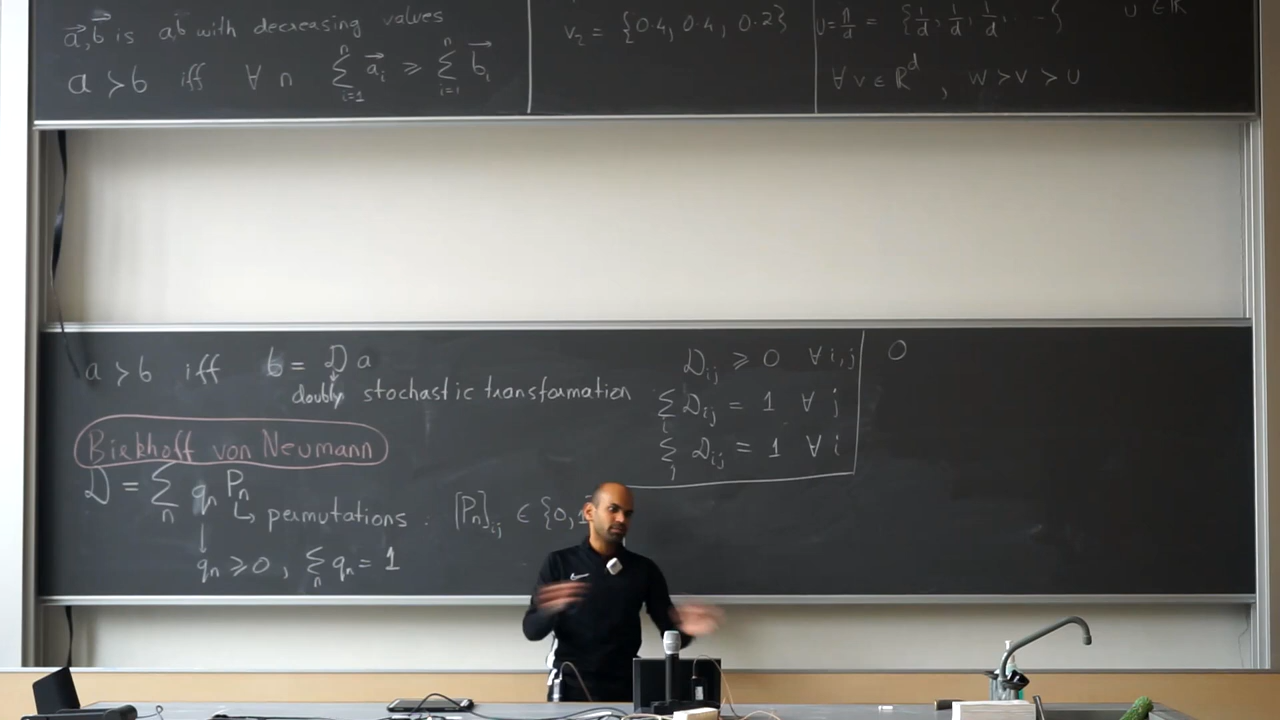 a⃗, b⃗ is a,b with decreasing values
a > b iff ∀ n ∑_{i=1}^{n} a⃗_i ⩾ ∑_{i=1}^{n} b⃗_i
v₂ = {0.4, 0.4, 0.2}
U = 𝟙/d = {1/d, 1/d, 1/d, ...} U ∈ ℝ
∀ v ∈ ℝ^d, W > V > U
a > b iff b = D a
doubly stochastic transformation
D_ij ⩾ 0 ∀ i,j
∑_i D_ij = 1 ∀ j
∑_j D_ij = 1 ∀ i
O
Birkhoff von Neumann
D = ∑_n q_n P_n
↳ permutations. [P_n]_ij ∈ {0,1
q_n ⩾ 0, ∑_n q_n = 1